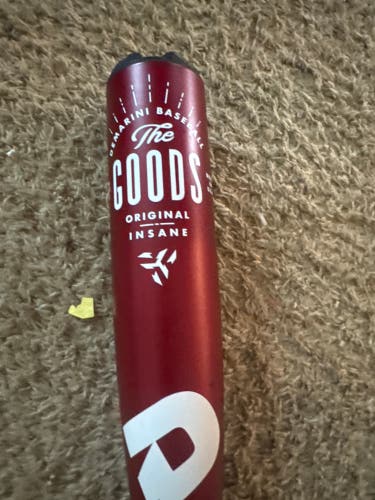 DEMARINI BASEBALL
The
GOODS
ORIGINAL
INSANE
D